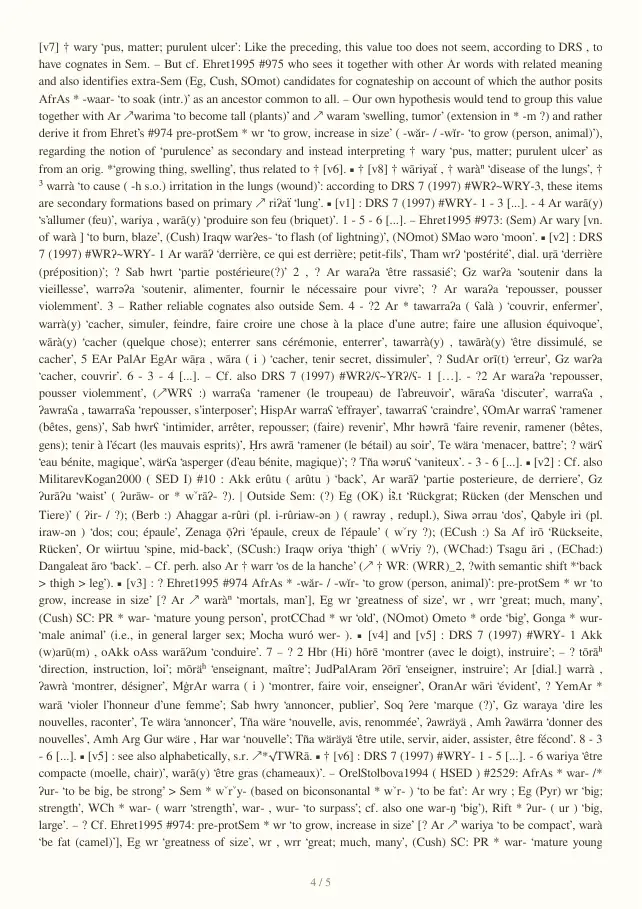 [v7] † wary ‘pus, matter; purulent ulcer’: Like the preceding, this value too does not seem, according to DRS , to
have cognates in Sem. – But cf. Ehret1995 #975 who sees it together with other Ar words with related meaning
and also identifies extra-Sem (Eg, Cush, SOmot) candidates for cognateship on account of which the author posits
AfrAs * -waar- ‘to soak (intr.)’ as an ancestor common to all. – Our own hypothesis would tend to group this value
together with Ar ↗warima ‘to become tall (plants)’ and ↗ waram ‘swelling, tumor’ (extension in * -m ?) and rather
derive it from Ehret’s #974 pre-protSem * wr ‘to grow, increase in size’ ( -wăr- / -wĭr- ‘to grow (person, animal)’),
regarding the notion of ‘purulence’ as secondary and instead interpreting † wary ‘pus, matter; purulent ulcer’ as
from an orig. *‘growing thing, swelling’, thus related to † [v6]. ▪ † [v8] † wāriyaẗ , † waràⁿ ‘disease of the lungs’, †
³ warrà ‘to cause ( -h s.o.) irritation in the lungs (wound)’: according to DRS 7 (1997) #WRʔ~WRY-3, these items
are secondary formations based on primary ↗ riʔaẗ ‘lung’. ▪ [v1] : DRS 7 (1997) #WRY- 1 - 3 [...]. - 4 Ar warā(y)
‘s’allumer (feu)’, wariya , warā(y) ‘produire son feu (briquet)’. 1 - 5 - 6 [...]. – Ehret1995 #973: (Sem) Ar wary [vn.
of warà ] ‘to burn, blaze’, (Cush) Iraqw warʔes- ‘to flash (of lightning)’, (NOmot) SMao wərə ‘moon’. ▪ [v2] : DRS
7 (1997) #WRʔ~WRY- 1 Ar warāʔ ‘derrière, ce qui est derrière; petit-fils’, Tham wrʔ ‘postérité’, dial. uṛā ‘derrière
(préposition)’; ? Sab hwrt ‘partie postérieure(?)’ 2 , ? Ar waraʔa ‘être rassasié’; Gz warʔa ‘soutenir dans la
vieillesse’, warrəʔa ‘soutenir, alimenter, fournir le nécessaire pour vivre’; ? Ar waraʔa ‘repousser, pousser
violemment’. 3 – Rather reliable cognates also outside Sem. 4 - ?2 Ar * tawarraʔa ( ʕalà ) ‘couvrir, enfermer’,
warrà(y) ‘cacher, simuler, feindre, faire croire une chose à la place d’une autre; faire une allusion équivoque’,
wārà(y) ‘cacher (quelque chose); enterrer sans cérémonie, enterrer’, tawarrà(y) , tawārà(y) ‘être dissimulé, se
cacher’, 5 EAr PalAr EgAr wāṛa , wāra ( i ) ‘cacher, tenir secret, dissimuler’, ? SudAr orī(t) ‘erreur’, Gz warʔa
‘cacher, couvrir’. 6 - 3 - 4 [...]. – Cf. also DRS 7 (1997) #WRʔ/ʕ~YRʔ/ʕ- 1 […]. - ?2 Ar waraʔa ‘repousser,
pousser violemment’, (↗WRʕ :) warraʕa ‘ramener (le troupeau) de l’abreuvoir’, wāraʕa ‘discuter’, warraʕa ,
ʔawraʕa , tawarraʕa ‘repousser, s’interposer’; HispAr warraʕ ‘effrayer’, tawarraʕ ‘craindre’, ʕOmAr warraʕ ‘ramener
(bêtes, gens)’, Sab hwrʕ ‘intimider, arrêter, repousser; (faire) revenir’, Mhr həwrā ‘faire revenir, ramener (bêtes,
gens); tenir à l’écart (les mauvais esprits)’, Ḥrs awrā ‘ramener (le bétail) au soir’, Te wära ‘menacer, battre’; ? wärʕ
‘eau bénite, magique’, wärʕa ‘asperger (d’eau bénite, magique)’; ? Tña wəruʕ ‘vaniteux’. - 3 - 6 [...]. ▪ [v2] : Cf. also
MilitarevKogan2000 ( SED I) #10 : Akk erûtu ( arûtu ) ‘back’, Ar warāʔ ‘partie posterieure, de derriere’, Gz
ʔurāʔu ‘waist’ ( ʔurāw- or * wˇrāʔ- ?). | Outside Sem: (?) Eg (OK) i҆ꜣ.t ‘Rückgrat; Rücken (der Menschen und
Tiere)’ ( ʔir- / ?); (Berb :) Ahaggar a-rûri (pl. i-rûriaw-ən ) ( rawray , redupl.), Siwa ərrau ‘dos’, Qabyle iri (pl.
iraw-ən ) ‘dos; cou; épaule’, Zenaga ọ̄ʔri ‘épaule, creux de l’épaule’ ( wˇry ?); (ECush :) Sa Af irō ‘Rückseite,
Rücken’, Or wiirtuu ‘spine, mid-back’, (SCush:) Iraqw oriya ‘thigh’ ( wVriy ?), (WChad:) Tsagu āri , (EChad:)
Dangaleat āro ‘back’. – Cf. perh. also Ar † warr ‘os de la hanche’ (↗ † WR: (WRR)_2, ?with semantic shift *‘back
> thigh > leg’). ▪ [v3] : ? Ehret1995 #974 AfrAs * -wăr- / -wĭr- ‘to grow (person, animal)’: pre-protSem * wr ‘to
grow, increase in size’ [? Ar ↗ waràⁿ ‘mortals, man’], Eg wr ‘greatness of size’, wr , wrr ‘great; much, many’,
(Cush) SC: PR * war- ‘mature young person’, protCChad * wr ‘old’, (NOmot) Ometo * orde ‘big’, Gonga * wur-
‘male animal’ (i.e., in general larger sex; Mocha wuró wer- ). ▪ [v4] and [v5] : DRS 7 (1997) #WRY- 1 Akk
(w)arū(m) , oAkk oAss warāʔum ‘conduire’. 7 – ? 2 Hbr (Hi) hōrē ‘montrer (avec le doigt), instruire’; – ? tōrāʰ
‘direction, instruction, loi’; mōräʰ ‘enseignant, maître’; JudPalAram ʔōrī ‘enseigner, instruire’; Ar [dial.] warrà ,
ʔawrà ‘montrer, désigner’, MġrAr warra ( i ) ‘montrer, faire voir, enseigner’, OranAr wāri ‘évident’, ? YemAr *
warā ‘violer l’honneur d’une femme’; Sab hwry ‘annoncer, publier’, Soq ʔere ‘marque (?)’, Gz waraya ‘dire les
nouvelles, raconter’, Te wära ‘annoncer’, Tña wäre ‘nouvelle, avis, renommée’, ʔawräyä , Amh ʔawärra ‘donner des
nouvelles’, Amh Arg Gur wäre , Har war ‘nouvelle’; Tña wäräyä ‘être utile, servir, aider, assister, être fécond’. 8 - 3
- 6 [...]. ▪ [v5] : see also alphabetically, s.r. ↗*√TWRā. ▪ † [v6] : DRS 7 (1997) #WRY- 1 - 5 [...]. - 6 wariya ‘être
compacte (moelle, chair)’, warā(y) ‘être gras (chameaux)’. – OrelStolbova1994 ( HSED ) #2529: AfrAs * war- /*
ʔur- ‘to be big, be strong’ > Sem * wˇrˇy- (based on biconsonantal * wˇr- ) ‘to be fat’: Ar wry ; Eg (Pyr) wr ‘big;
strength’, WCh * war- ( warr ‘strength’, war- , wur- ‘to surpass’; cf. also one war-ŋ ‘big’), Rift * ʔur- ( ur ) ‘big,
large’. – ? Cf. Ehret1995 #974: pre-protSem * wr ‘to grow, increase in size’ [? Ar ↗ wariya ‘to be compact’, warà
‘be fat (camel)’], Eg wr ‘greatness of size’, wr , wrr ‘great; much, many’, (Cush) SC: PR * war- ‘mature young
4 / 5